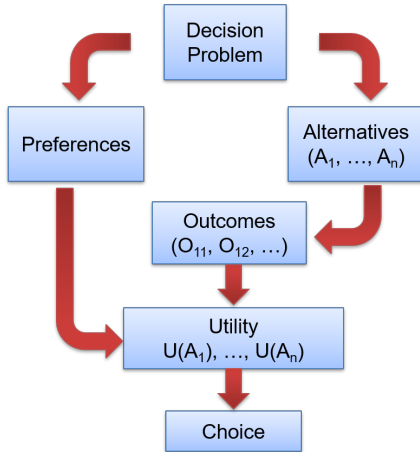 Decision
Problem
Preferences
Alternatives
(A₁, …, Aₙ)
Outcomes
(O₁₁, O₁₂, …)
Utility
U(A₁), …, U(Aₙ)
Choice